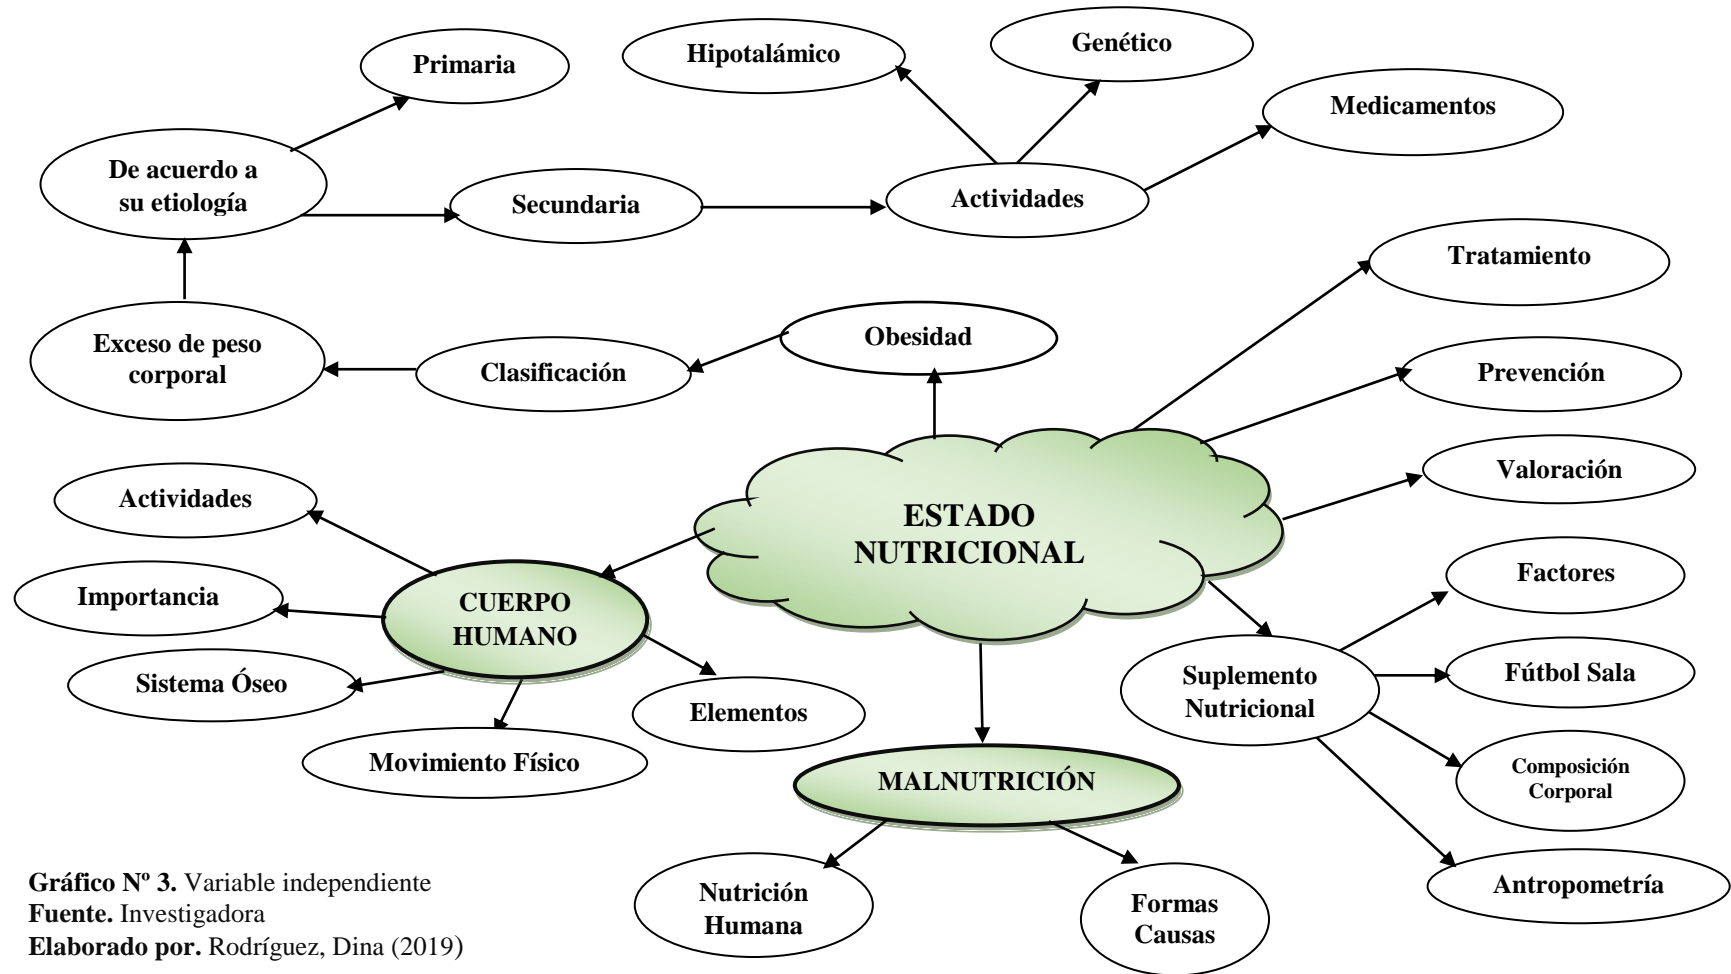 Primaria
Hipotalámico
Genético
Medicamentos
De acuerdo a
su etiología
Secundaria
Actividades
Tratamiento
Exceso de peso
corporal
Clasificación
Obesidad
Prevención
Valoración
Actividades
ESTADO
NUTRICIONAL
Importancia
CUERPO
HUMANO
Factores
Sistema Óseo
Elementos
Suplemento
Nutricional
Fútbol Sala
Movimiento Físico
MALNUTRICIÓN
Composición
Corporal
Nutrición
Humana
Formas
Causas
Antropometría
Gráfico Nº 3. Variable independiente
Fuente. Investigadora
Elaborado por. Rodríguez, Dina (2019)